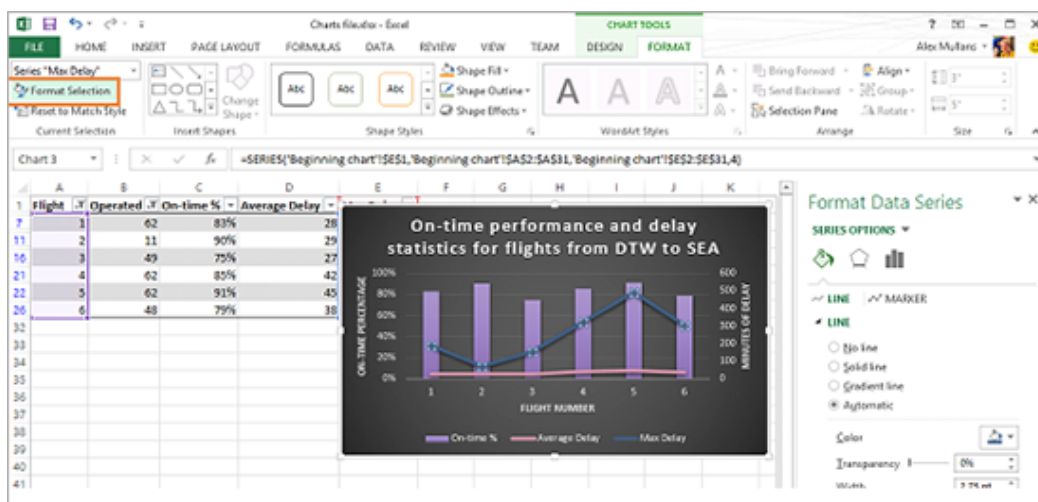 Charts file.xlsx - Excel
CHART TOOLS
FILE HOME INSERT PAGE LAYOUT FORMULAS DATA REVIEW VIEW TEAM DESIGN FORMAT
Alex Mullans
Series "Max Delay"
Format Selection
Reset to Match Style
Current Selection
Change Shape
Insert Shapes
Abc Abc Abc
Shape Fill
Shape Outline
Shape Effects
Shape Styles
A A A
WordArt Styles
Bring Forward
Send Backward
Selection Pane
Align
Group
Rotate
Arrange
3"
5"
Size
Chart 3
fx
=SERIES('Beginning chart'!$E$1,'Beginning chart'!$A$2:$A$31,'Beginning chart'!$E$2:$E$31,4)
A B C D E F G H I J K
1 Flight Operated On-time % Average Delay
7 1 62 83% 28
11 2 11 90% 29
16 3 49 75% 27
21 4 62 85% 42
22 5 62 91% 45
26 6 48 79% 38
32
33
34
35
36
37
38
39
40
41
On-time performance and delay
statistics for flights from DTW to SEA
ON-TIME PERCENTAGE
100%
80%
60%
40%
20%
0%
600
500
400
300
200
100
0
MINUTES OF DELAY
1 2 3 4 5 6
FLIGHT NUMBER
On-time % Average Delay Max Delay
Format Data Series
SERIES OPTIONS
LINE MARKER
LINE
No line
Solid line
Gradient line
Automatic
Color
Transparency 0%
Width 2.75 pt